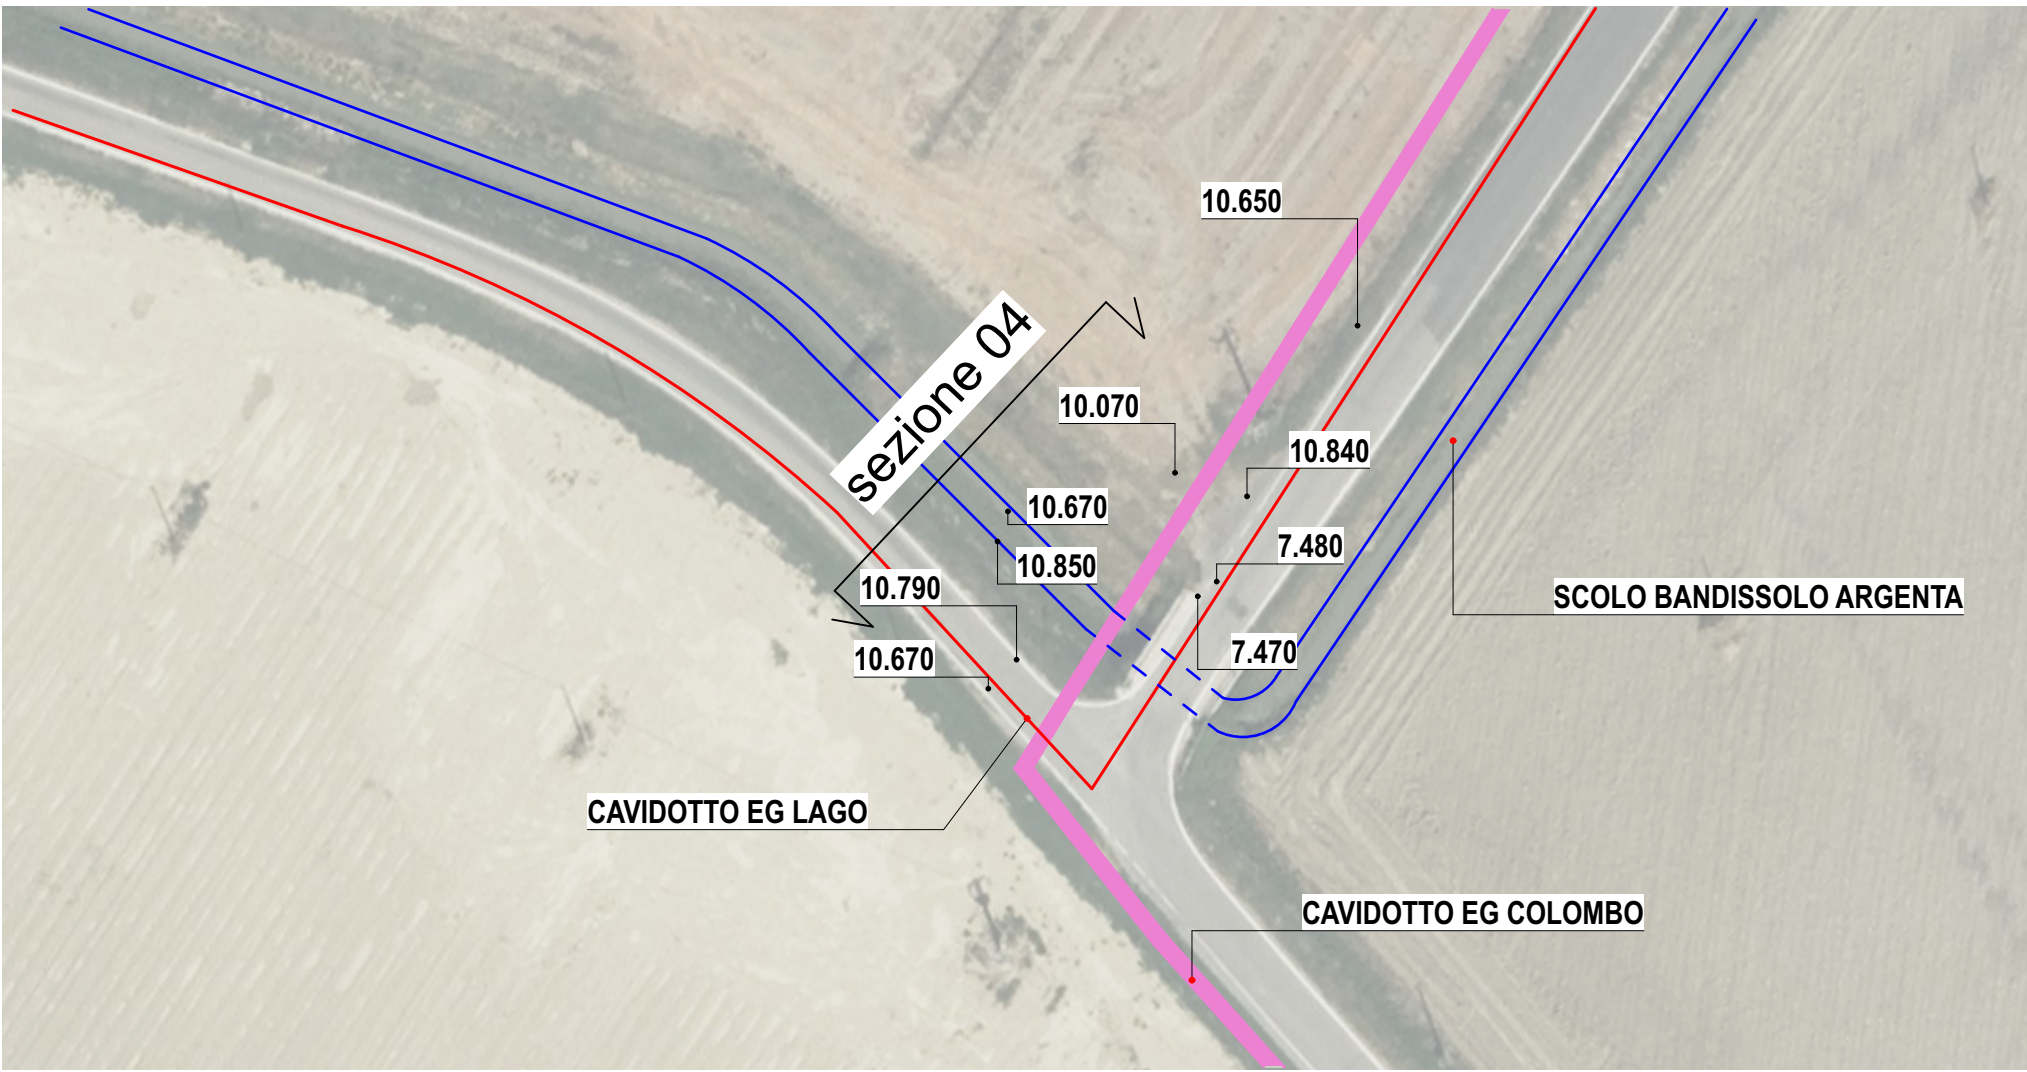 10.650
sezione 04
10.070
10.840
10.670
7.480
10.850
10.790
SCOLO BANDISSOLO ARGENTA
7.470
10.670
CAVIDOTTO EG LAGO
CAVIDOTTO EG COLOMBO